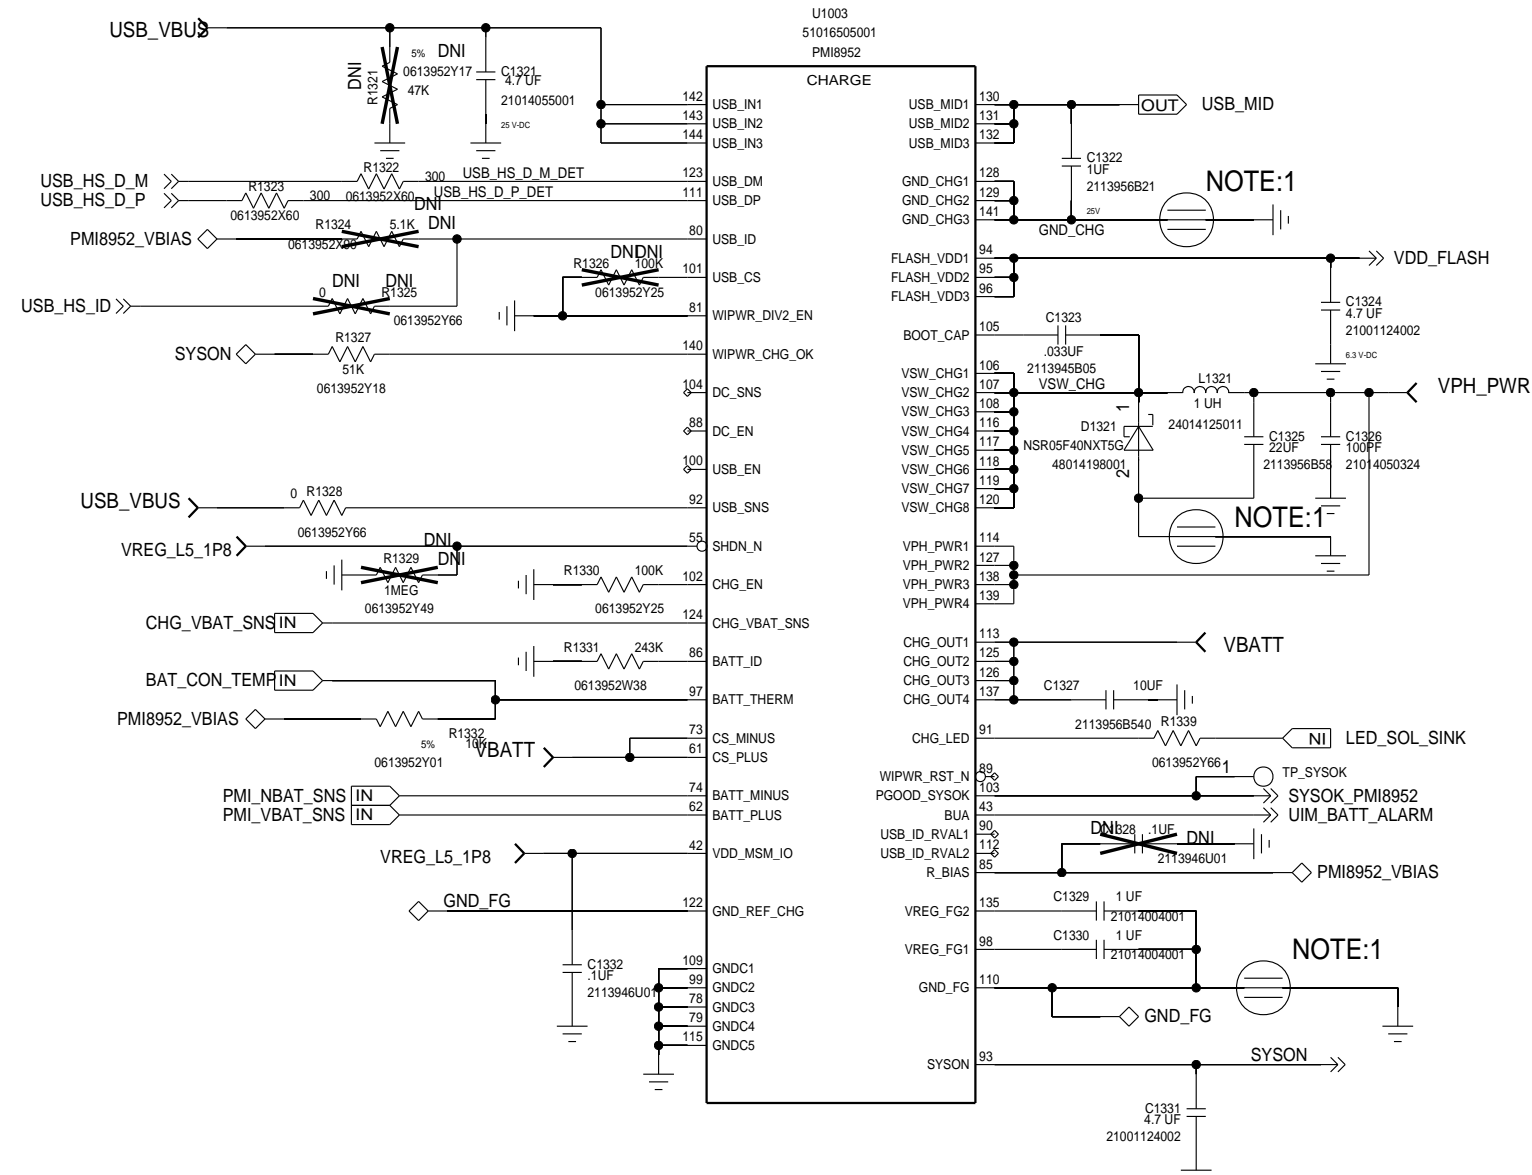 U1003
51016505001
PMI8952
CHARGE
USB_VBUS
DNI
R1321
5%
DNI
0613952Y17
47K
C1321
4.7 UF
21014055001
25 V-DC
142 USB_IN1
143 USB_IN2
144 USB_IN3
USB_HS_D_M
R1322
300
USB_HS_D_M_DET
0613952X60
123 USB_DM
USB_HS_D_P
R1323
300
USB_HS_D_P_DET
0613952X60
111 USB_DP
DNI
DNI
PMI8952_VBIAS
R1324
5.1K
80 USB_ID
DNI
DNI
USB_HS_ID
0
R1325
0613952Y66
DNI
DNI
R1326
100K
0613952Y25
101 USB_CS
81 WIPWR_DIV2_EN
SYSON
R1327
51K
0613952Y18
140 WIPWR_CHG_OK
104 DC_SNS
88 DC_EN
100 USB_EN
USB_VBUS
0
R1328
0613952Y66
92 USB_SNS
VREG_L5_1P8
DNI
DNI
R1329
1MEG
0613952Y49
55 SHDN_N
R1330
100K
0613952Y25
102 CHG_EN
CHG_VBAT_SNS
IN
124 CHG_VBAT_SNS
R1331
243K
0613952W38
86 BATT_ID
BAT_CON_TEMP
IN
97 BATT_THERM
PMI8952_VBIAS
R1332
10K
5%
0613952Y01
VBATT
73 CS_MINUS
61 CS_PLUS
PMI_NBAT_SNS
IN
74 BATT_MINUS
PMI_VBAT_SNS
IN
62 BATT_PLUS
VREG_L5_1P8
42 VDD_MSM_IO
GND_FG
122 GND_REF_CHG
C1332
.1UF
2113946U01
109 GNDC1
99 GNDC2
78 GNDC3
79 GNDC4
115 GNDC5
USB_MID1 130
USB_MID2 131
USB_MID3 132
OUT
USB_MID
C1322
1UF
2113956B21
25V
NOTE:1
GND_CHG1 128
GND_CHG2 129
GND_CHG3 141
GND_CHG
FLASH_VDD1 94
FLASH_VDD2 95
FLASH_VDD3 96
VDD_FLASH
C1324
4.7 UF
21001124002
6.3 V-DC
BOOT_CAP 105
C1323
.033UF
2113945B05
VSW_CHG1 106
VSW_CHG2 107
VSW_CHG3 108
VSW_CHG4 116
VSW_CHG5 117
VSW_CHG6 118
VSW_CHG7 119
VSW_CHG8 120
VSW_CHG
L1321
1 UH
24014125011
VPH_PWR
1
D1321
NSR05F40NXT5G
48014198001
2
C1325
22UF
2113956B58
C1326
100PF
21014050324
NOTE:1
VPH_PWR1 114
VPH_PWR2 127
VPH_PWR3 138
VPH_PWR4 139
CHG_OUT1 113
CHG_OUT2 125
CHG_OUT3 126
CHG_OUT4 137
VBATT
C1327
10UF
2113956B540
CHG_LED 91
R1339
0613952Y66
NI
LED_SOL_SINK
WIPWR_RST_N 89
1
TP_SYSOK
PGOOD_SYSOK 103
SYSOK_PMI8952
BUA 43
UIM_BATT_ALARM
USB_ID_RVAL1 90
USB_ID_RVAL2 112
DNI
.1UF
DNI
2113946U01
R_BIAS 85
PMI8952_VBIAS
VREG_FG2 135
C1329
1 UF
21014004001
VREG_FG1 98
C1330
1 UF
21014004001
NOTE:1
GND_FG 110
GND_FG
SYSON 93
SYSON
C1331
4.7 UF
21001124002